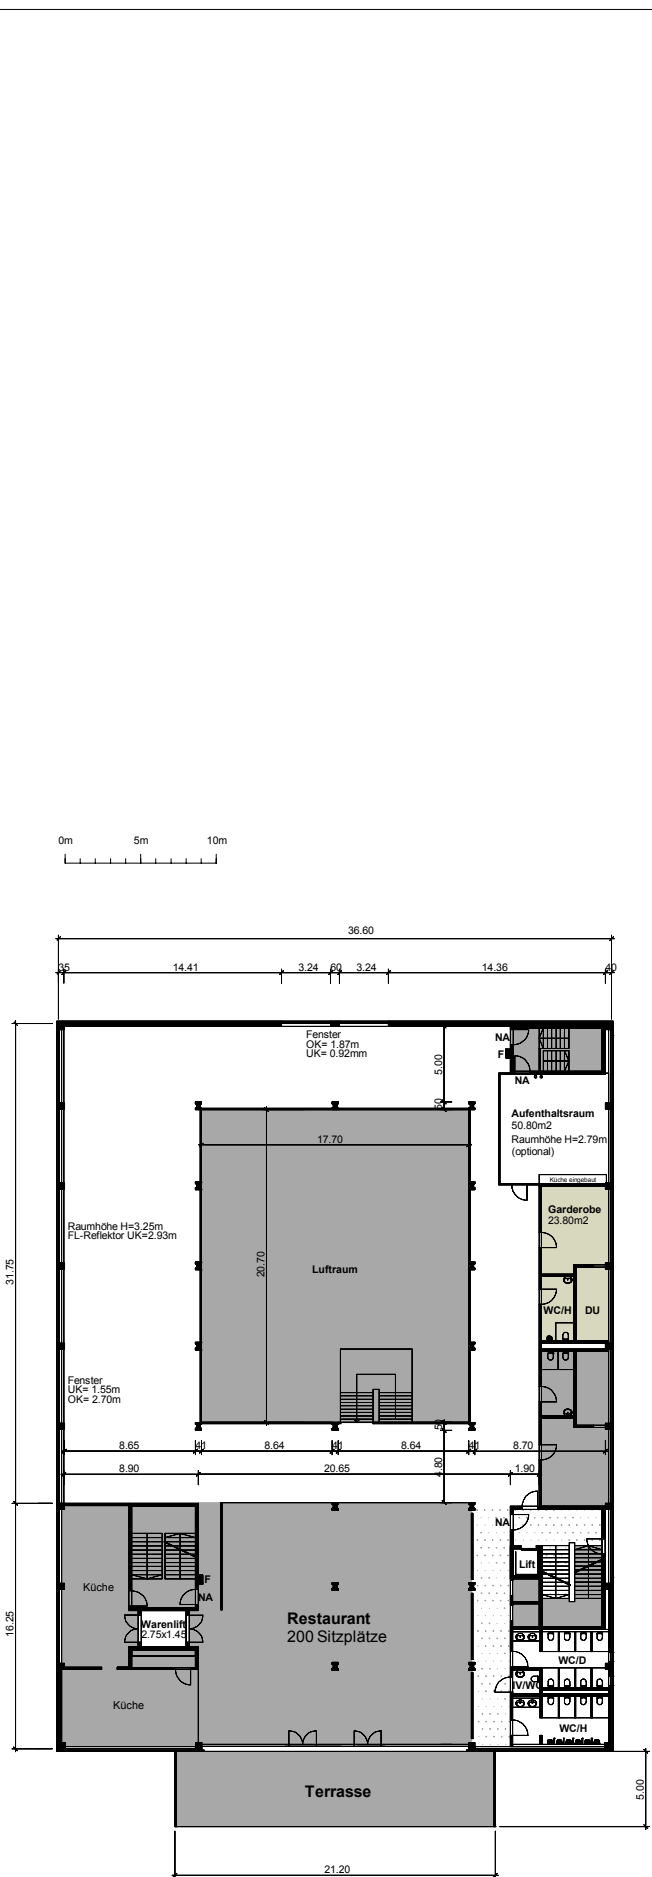 0m 5m 10m
36.60
35 14.41 3.24 60 3.24 14.36 40
Fenster
OK= 1.87m
UK= 0.92mm
5.00
50
NA
F
NA
Aufenthaltsraum
50.80m2
Raumhöhe H=2.79m
(optional)
Küche eingebaut
17.70
20.70
Luftraum
Garderobe
23.80m2
WC/H
DU
Raumhöhe H=3.25m
FL-Reflektor UK=2.93m
31.75
Fenster
UK= 1.55m
OK= 2.70m
50
8.65 41 8.64 40 8.64 40 8.70
4.80
8.90 20.65 1.90
NA
Lift
Küche
F
NA
Warenlift
2.75x1.45
Restaurant
200 Sitzplätze
16.25
WC/D
IV/WC
WC/H
Küche
Terrasse
5.00
21.20